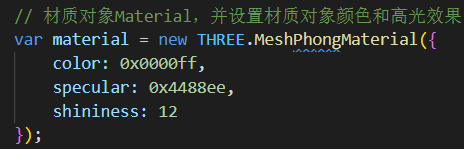 // 材质对象Material，并设置材质对象颜色和高光效果
var material = new THREE.MeshPhongMaterial({
    color: 0x0000ff,
    specular: 0x4488ee,
    shininess: 12
});